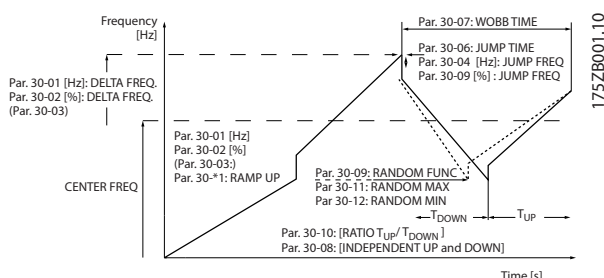 Frequency
[Hz]
Par. 30-07: WOBB TIME
Par. 30-06: JUMP TIME
Par. 30-04 [Hz]: JUMP FREQ
Par. 30-09 [%] : JUMP FREQ
175ZB001.10
Par. 30-01 [Hz]: DELTA FREQ.
Par. 30-02 [%]: DELTA FREQ.
(Par. 30-03)
Par. 30-01 [Hz]
Par. 30-02 [%]
(Par. 30-03:)
Par. 30-*1: RAMP UP
CENTER FREQ
Par. 30-09: RANDOM FUNC
Par 30-11: RANDOM MAX
Par 30-12: RANDOM MIN
TDOWN
TUP
Par. 30-10: [RATIO TUP/ TDOWN ]
Par. 30-08: [INDEPENDENT UP and DOWN]
Time [s]